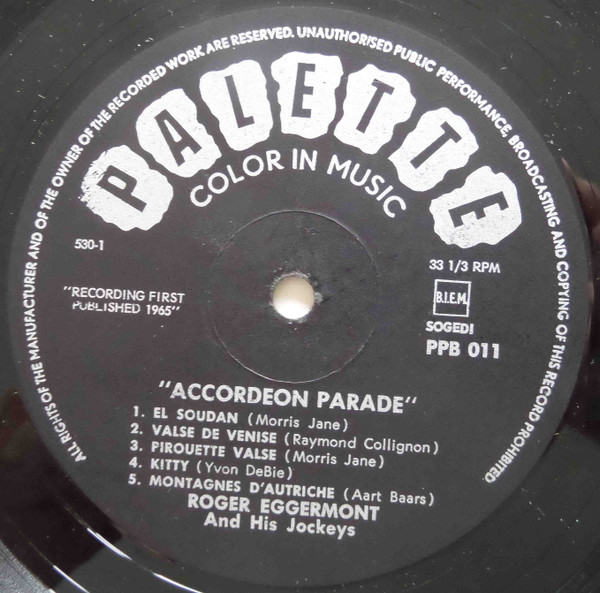 ALL RIGHTS OF THE MANUFACTURER AND OF THE OWNER OF THE RECORDED WORK ARE RESERVED. UNAUTHORISED PUBLIC PERFORMANCE, BROADCASTING AND COPYING OF THIS RECORD PROHIBITED
PALETTE
COLOR IN MUSIC
530-1
33 1/3 RPM
"RECORDING FIRST
PUBLISHED 1965"
B.I.E.M.
SOGEDI
PPB 011
"ACCORDEON PARADE"
1. EL SOUDAN (Morris Jane)
2. VALSE DE VENISE (Raymond Collignon)
3. PIROUETTE VALSE (Morris Jane)
4. KITTY (Yvon DeBie)
5. MONTAGNES D'AUTRICHE (Aart Baars)
ROGER EGGERMONT
And His Jockeys